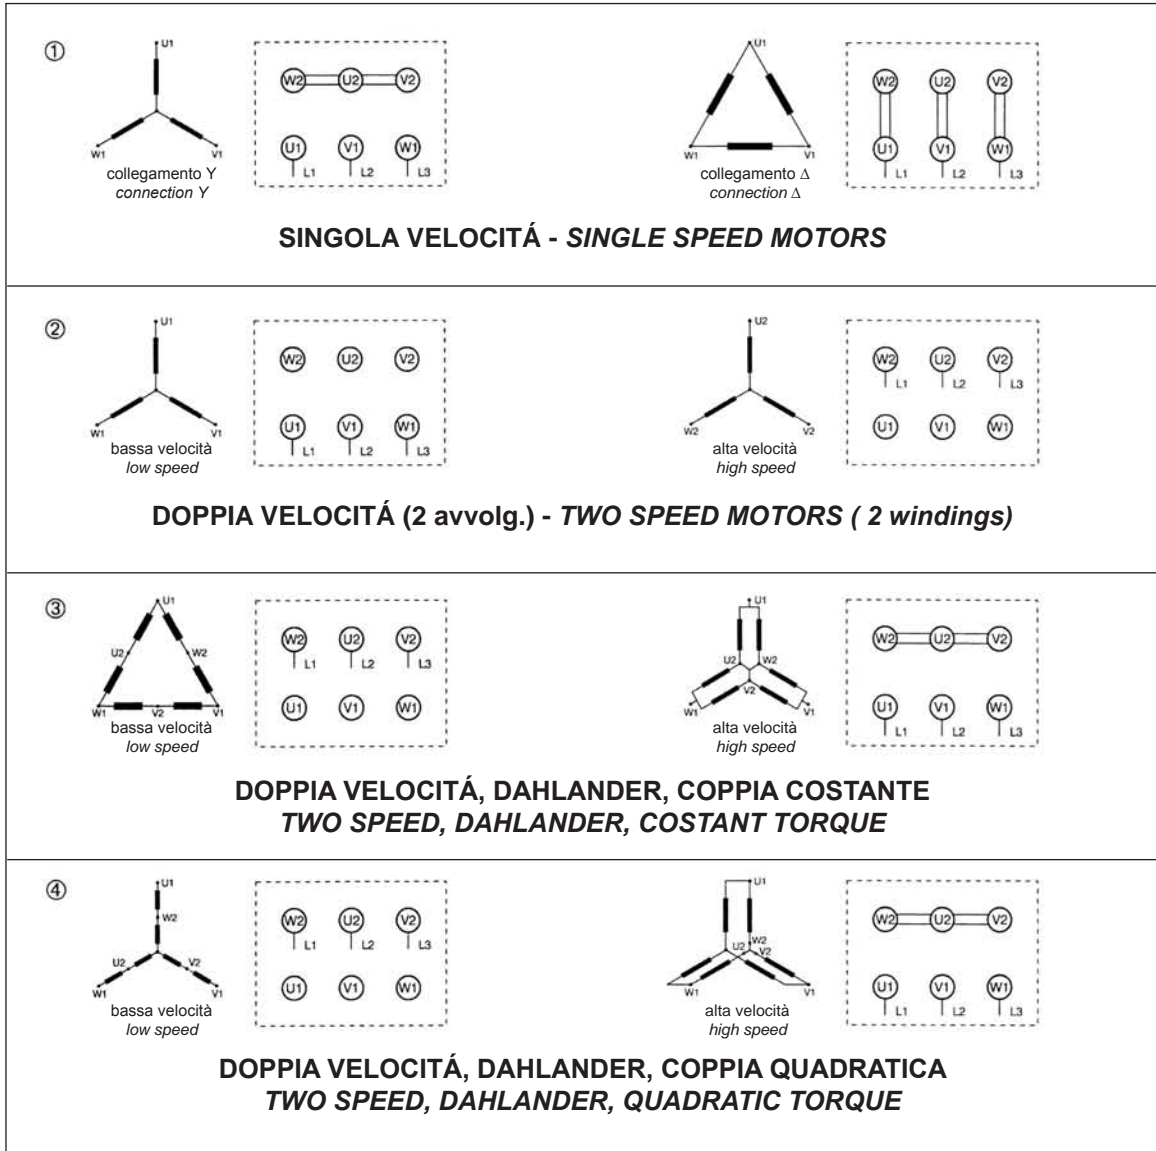 ①
U1
W1
V1
collegamento Y
connection Y
W2 U2 V2
U1 V1 W1
L1 L2 L3
U1
W1
V1
collegamento Δ
connection Δ
W2 U2 V2
U1 V1 W1
L1 L2 L3
SINGOLA VELOCITÁ - SINGLE SPEED MOTORS
②
U1
W1
V1
bassa velocità
low speed
W2 U2 V2
U1 V1 W1
L1 L2 L3
U2
W2
V2
alta velocità
high speed
W2 U2 V2
L1 L2 L3
U1 V1 W1
DOPPIA VELOCITÁ (2 avvolg.) - TWO SPEED MOTORS ( 2 windings)
③
U1
U2 W2
W1 V2 V1
bassa velocità
low speed
W2 U2 V2
L1 L2 L3
U1 V1 W1
U1
U2 W2
V2
W1 V1
alta velocità
high speed
W2 U2 V2
U1 V1 W1
L1 L2 L3
DOPPIA VELOCITÁ, DAHLANDER, COPPIA COSTANTE
TWO SPEED, DAHLANDER, COSTANT TORQUE
④
U1
W2
U2 V2
W1 V1
bassa velocità
low speed
W2 U2 V2
L1 L2 L3
U1 V1 W1
U1
W2
U2 V2
W1 V1
alta velocità
high speed
W2 U2 V2
U1 V1 W1
L1 L2 L3
DOPPIA VELOCITÁ, DAHLANDER, COPPIA QUADRATICA
TWO SPEED, DAHLANDER, QUADRATIC TORQUE